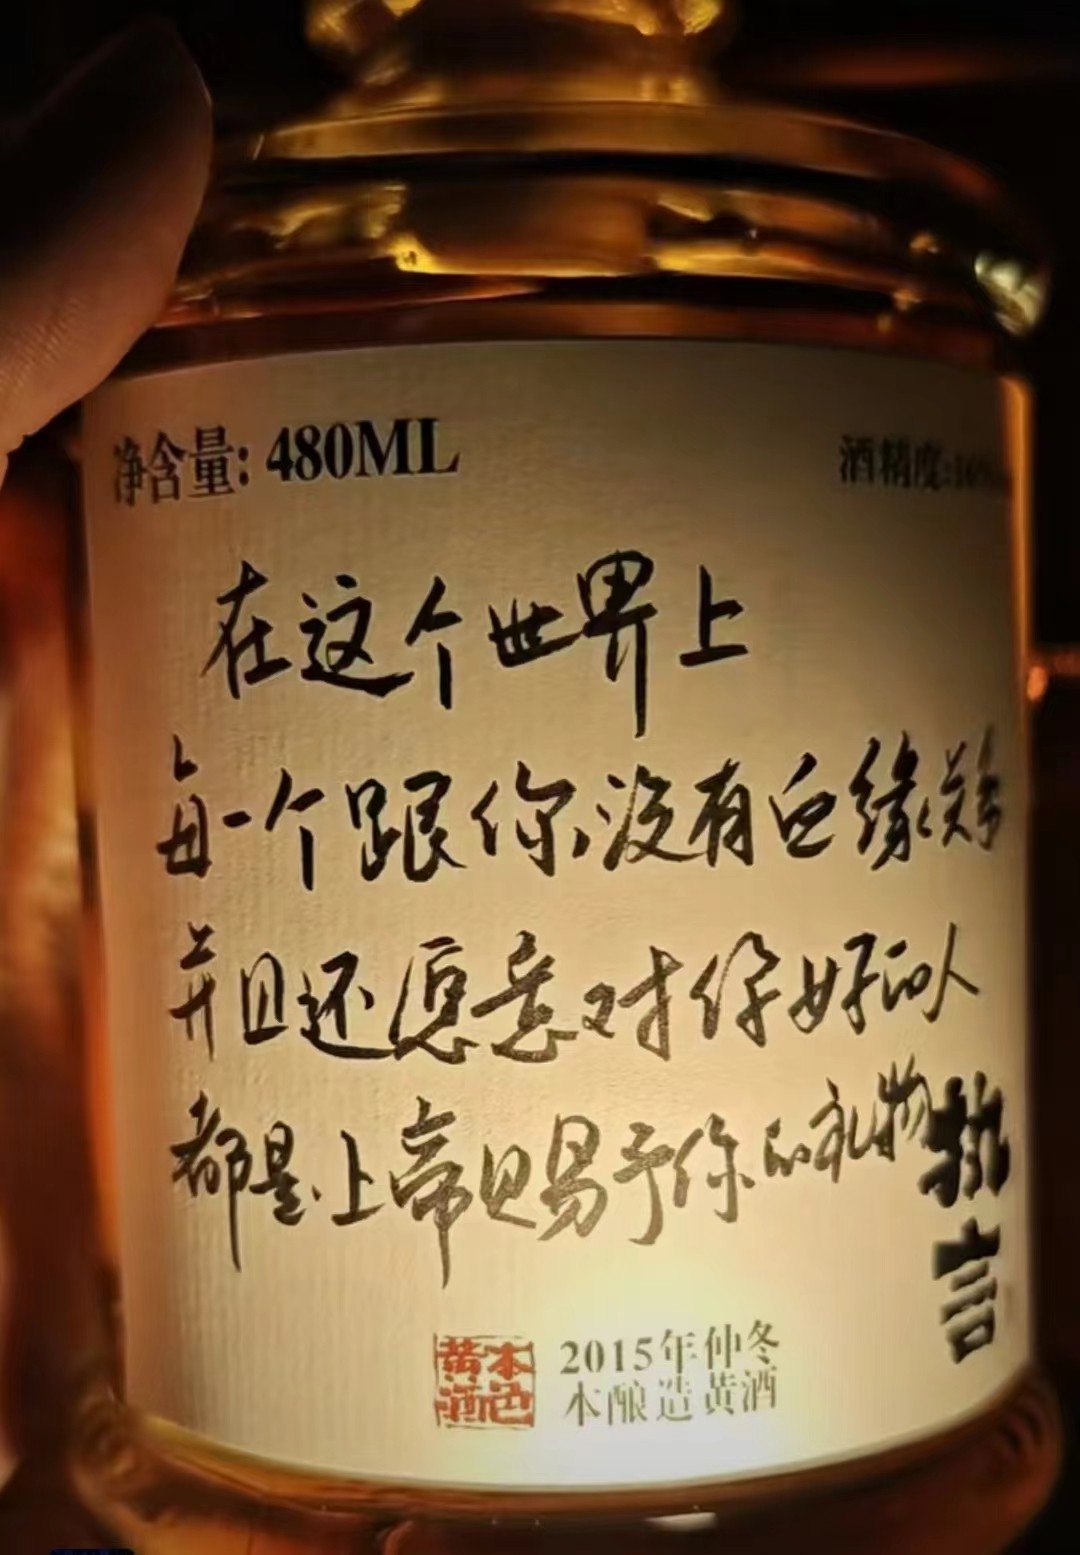 净含量: 480ML
酒精度:16%
在这个世界上
每一个跟你没有血缘关系
并且还愿意对你好的人
都是上帝赐予你的礼物
执言
本色黄酒
2015年仲冬
本酿造黄酒